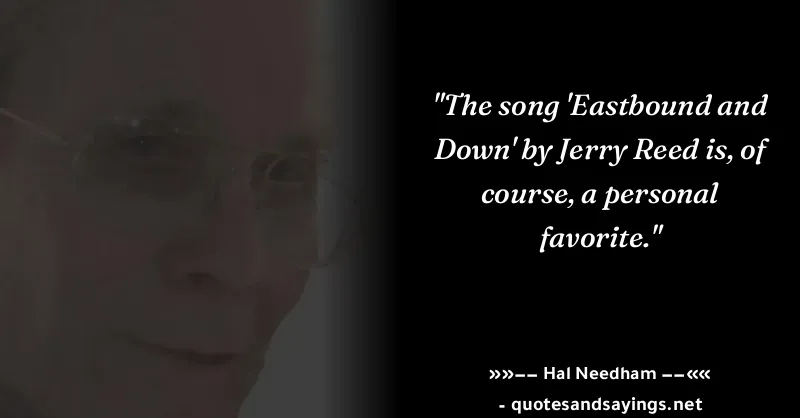 "The song 'Eastbound and
Down' by Jerry Reed is, of
course, a personal
favorite."
»»−− Hal Needham −−««
- quotesandsayings.net